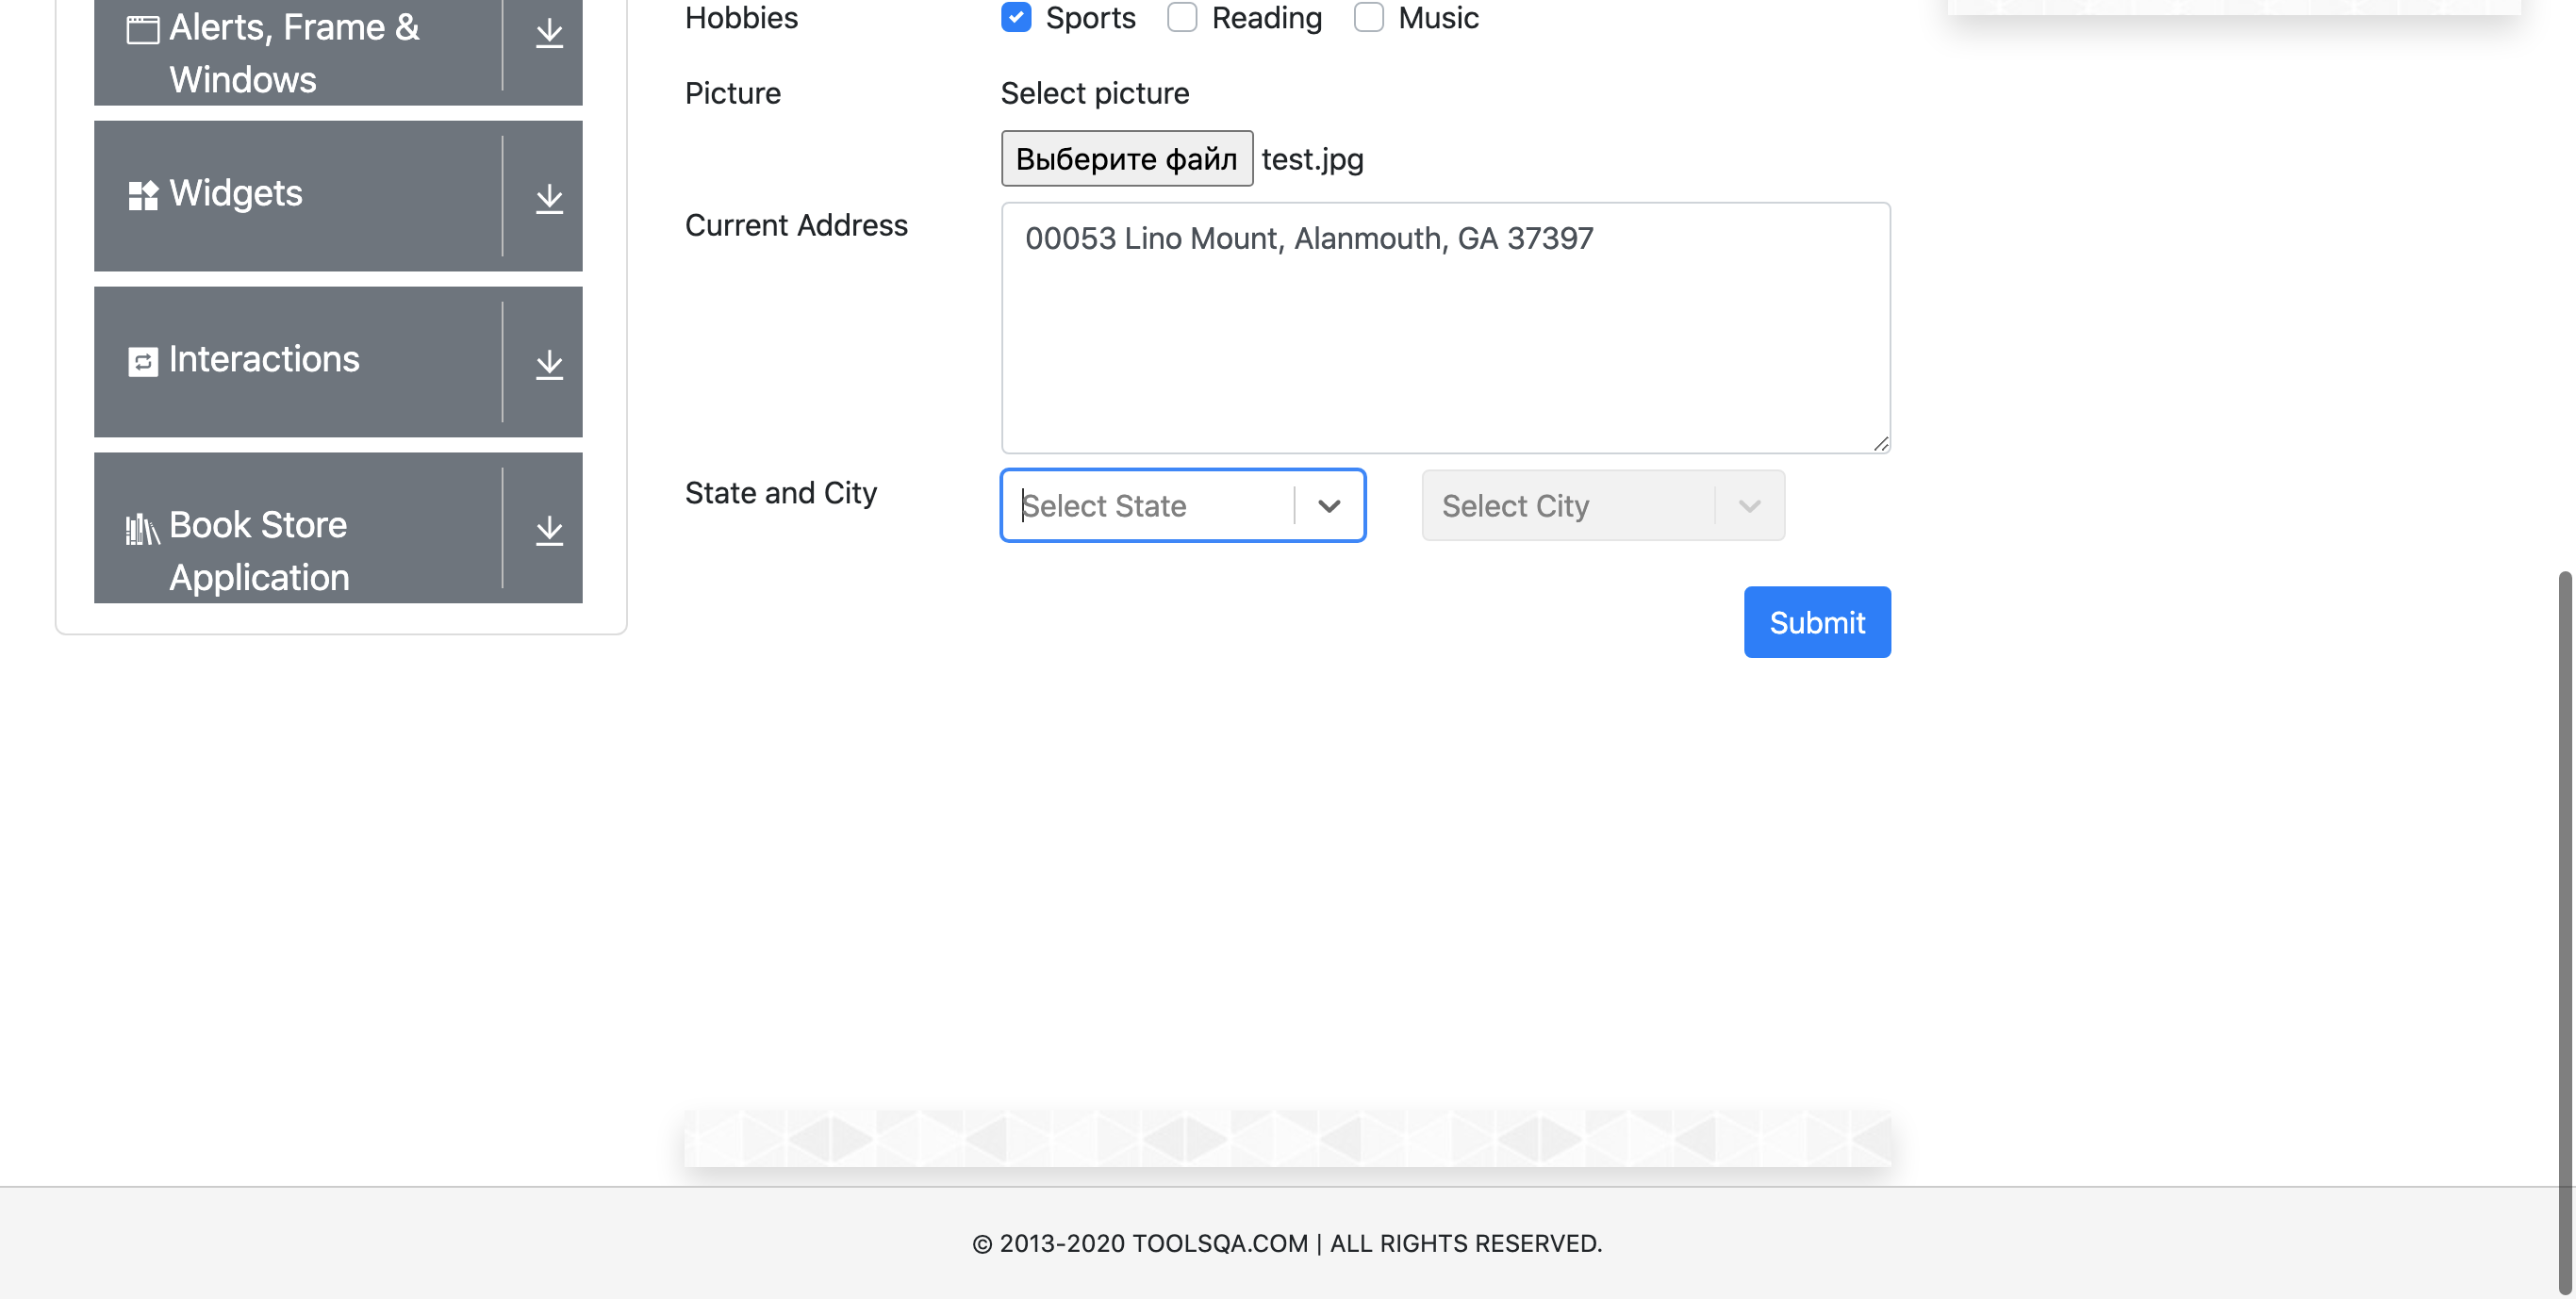 Alerts, Frame &
Windows
Widgets
Interactions
Book Store
Application
Hobbies
Sports
Reading
Music
Picture
Select picture
Выберите файл test.jpg
Current Address
00053 Lino Mount, Alanmouth, GA 37397
State and City
Select State
Select City
Submit
© 2013-2020 TOOLSQA.COM | ALL RIGHTS RESERVED.